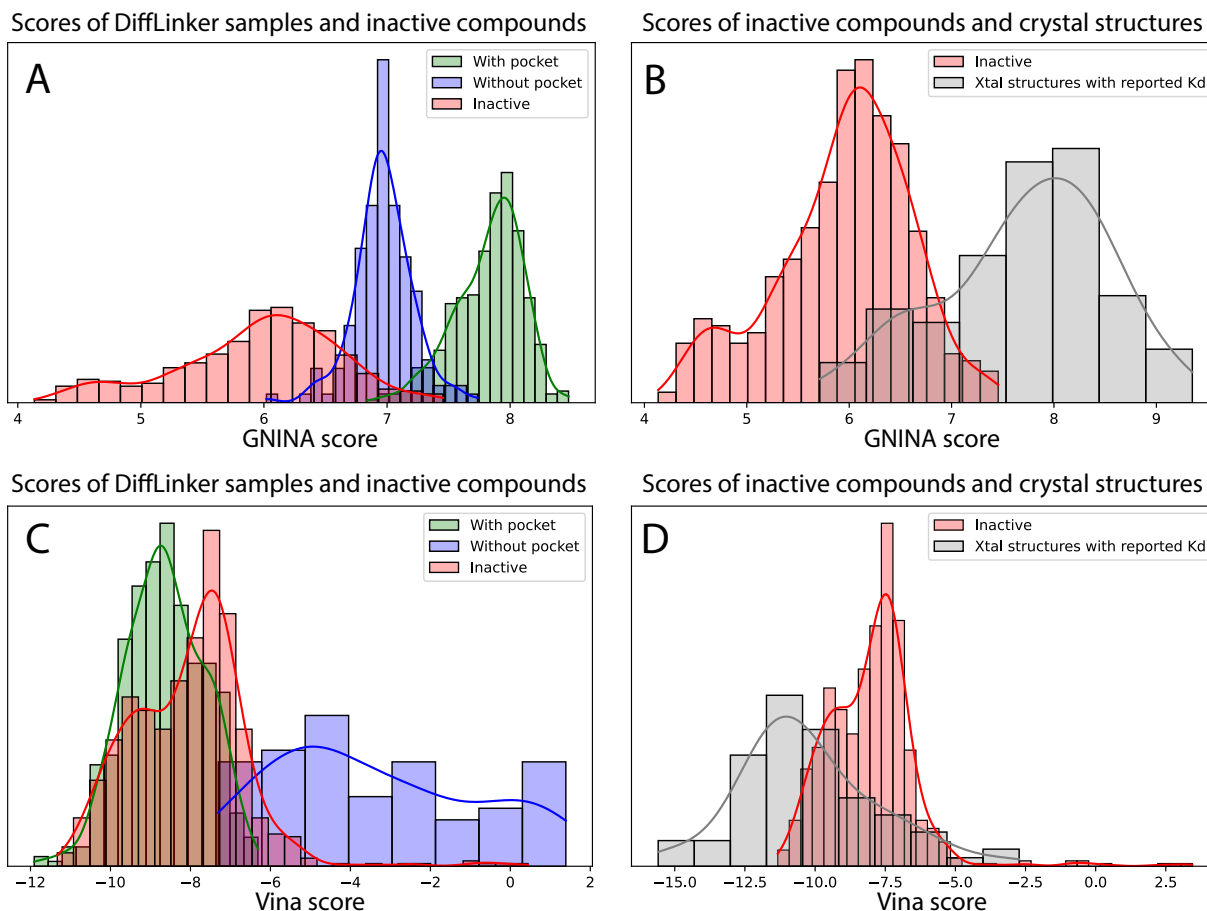 Scores of DiffLinker samples and inactive compounds
A
With pocket
Without pocket
Inactive
4 5 6 7 8
GNINA score
Scores of inactive compounds and crystal structures
B
Inactive
Xtal structures with reported Kd
4 5 6 7 8 9
GNINA score
Scores of DiffLinker samples and inactive compounds
C
With pocket
Without pocket
Inactive
−12 −10 −8 −6 −4 −2 0 2
Vina score
Scores of inactive compounds and crystal structures
D
Inactive
Xtal structures with reported Kd
−15.0 −12.5 −10.0 −7.5 −5.0 −2.5 0.0 2.5
Vina score